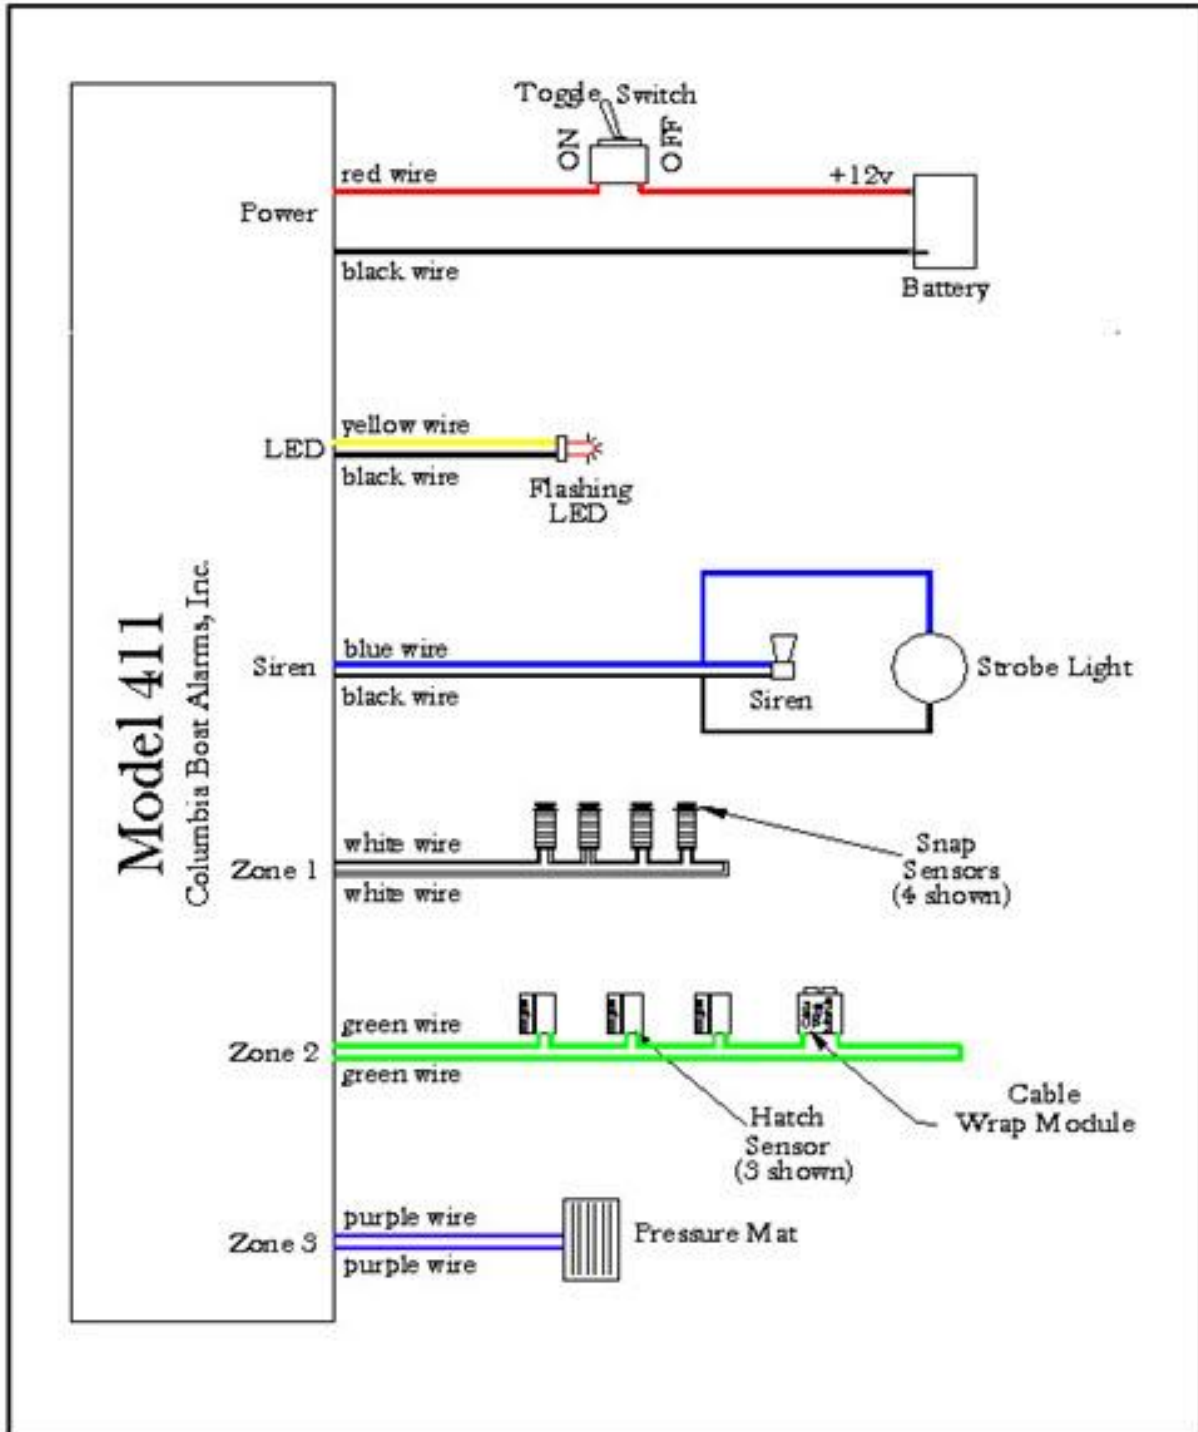 Toggle Switch
ON
OFF
red wire
+12v
Power
black wire
Battery
yellow wire
LED
black wire
Flashing
LED
Model 411
Columbia Boat Alarms, Inc.
blue wire
Siren
black wire
Siren
Strobe Light
white wire
Zone 1
white wire
Snap
Sensors
(4 shown)
green wire
Zone 2
green wire
Hatch
Sensor
(3 shown)
Cable
Wrap Module
purple wire
Zone 3
purple wire
Pressure Mat